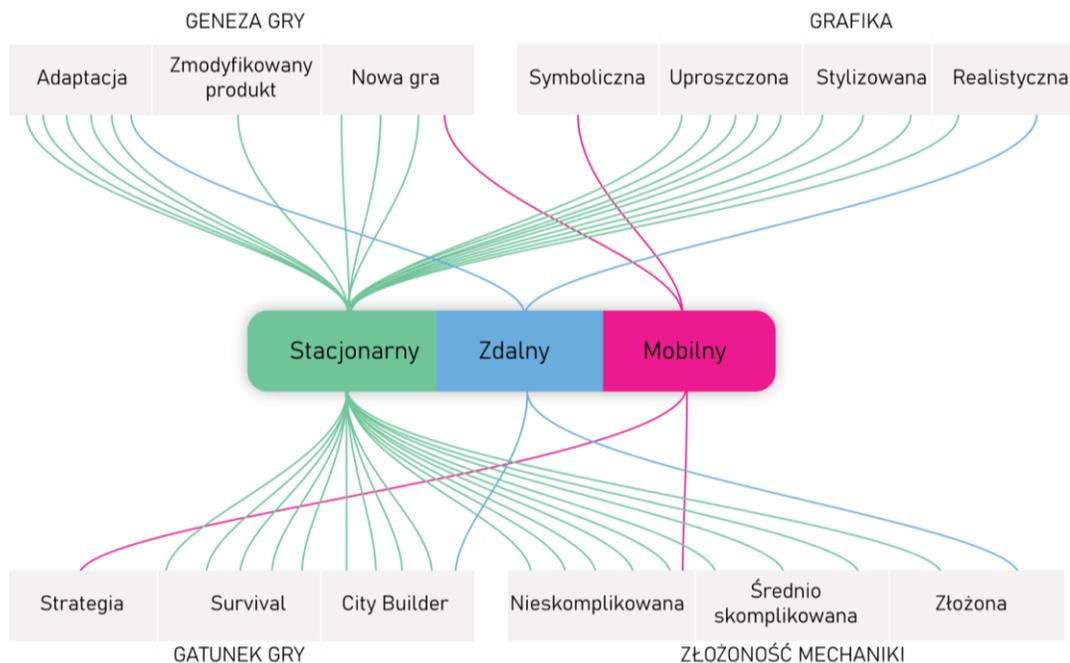 GENEZA GRY
GRAFIKA
Adaptacja
Zmodyfikowany
produkt
Nowa gra
Symboliczna
Uproszczona
Stylizowana
Realistyczna
Stacjonarny
Zdalny
Mobilny
Strategia
Survival
City Builder
Nieskomplikowana
Średnio
skomplikowana
Złożona
GATUNEK GRY
ZŁOŻONOŚĆ MECHANIKI